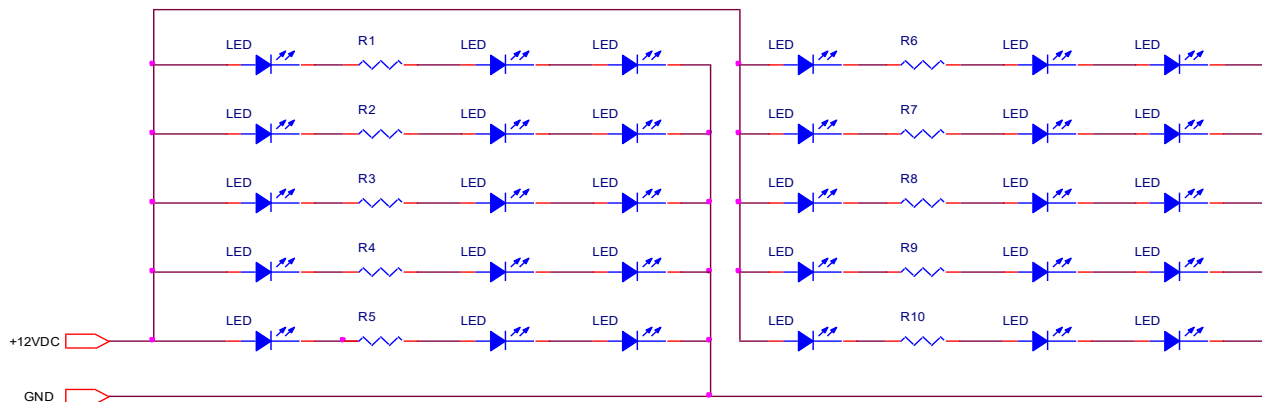 LED R1 LED LED LED R6 LED LED
LED R2 LED LED LED R7 LED LED
LED R3 LED LED LED R8 LED LED
LED R4 LED LED LED R9 LED LED
LED R5 LED LED LED R10 LED LED
+12VDC
GND